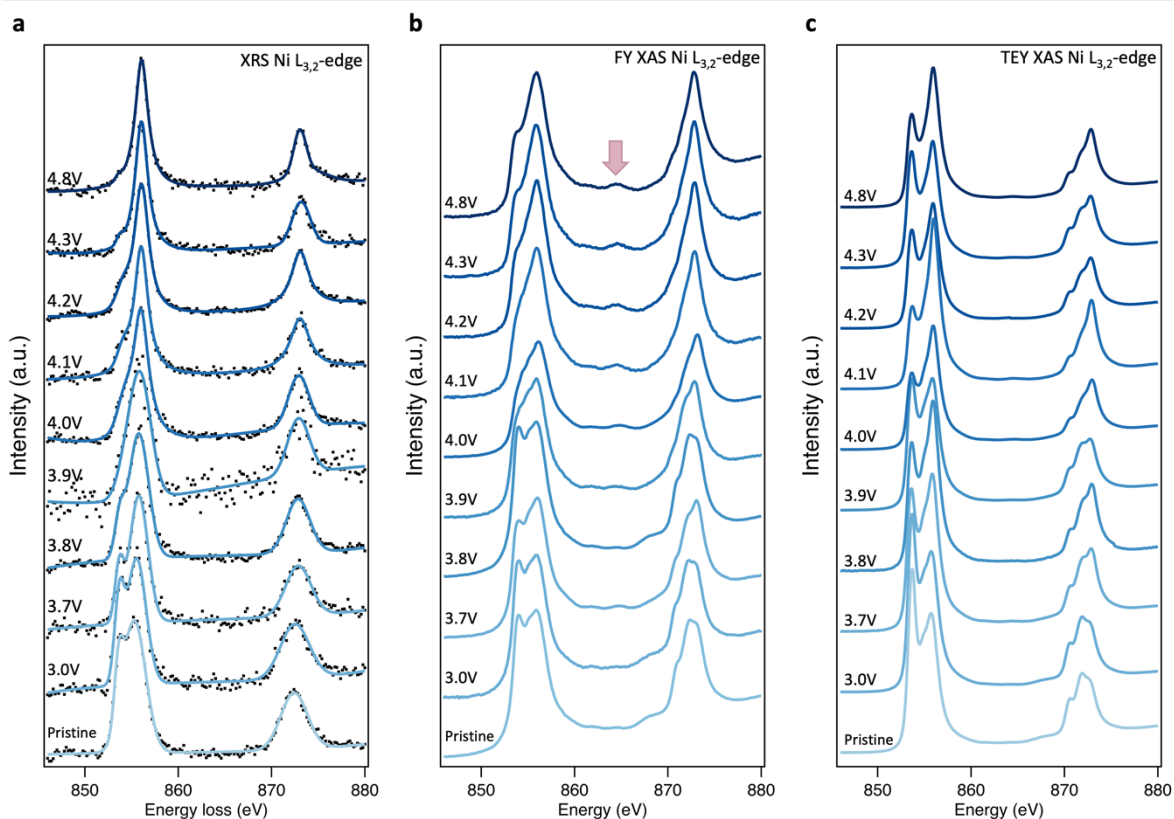 a
XRS Ni L3,2-edge
4.8V
4.3V
4.2V
4.1V
4.0V
3.9V
3.8V
3.7V
3.0V
Pristine
Intensity (a.u.)
850 860 870 880
Energy loss (eV)
b
FY XAS Ni L3,2-edge
4.8V
4.3V
4.2V
4.1V
4.0V
3.9V
3.8V
3.7V
3.0V
Pristine
Intensity (a.u.)
850 860 870 880
Energy (eV)
c
TEY XAS Ni L3,2-edge
4.8V
4.3V
4.2V
4.1V
4.0V
3.9V
3.8V
3.7V
3.0V
Pristine
Intensity (a.u.)
850 860 870 880
Energy (eV)